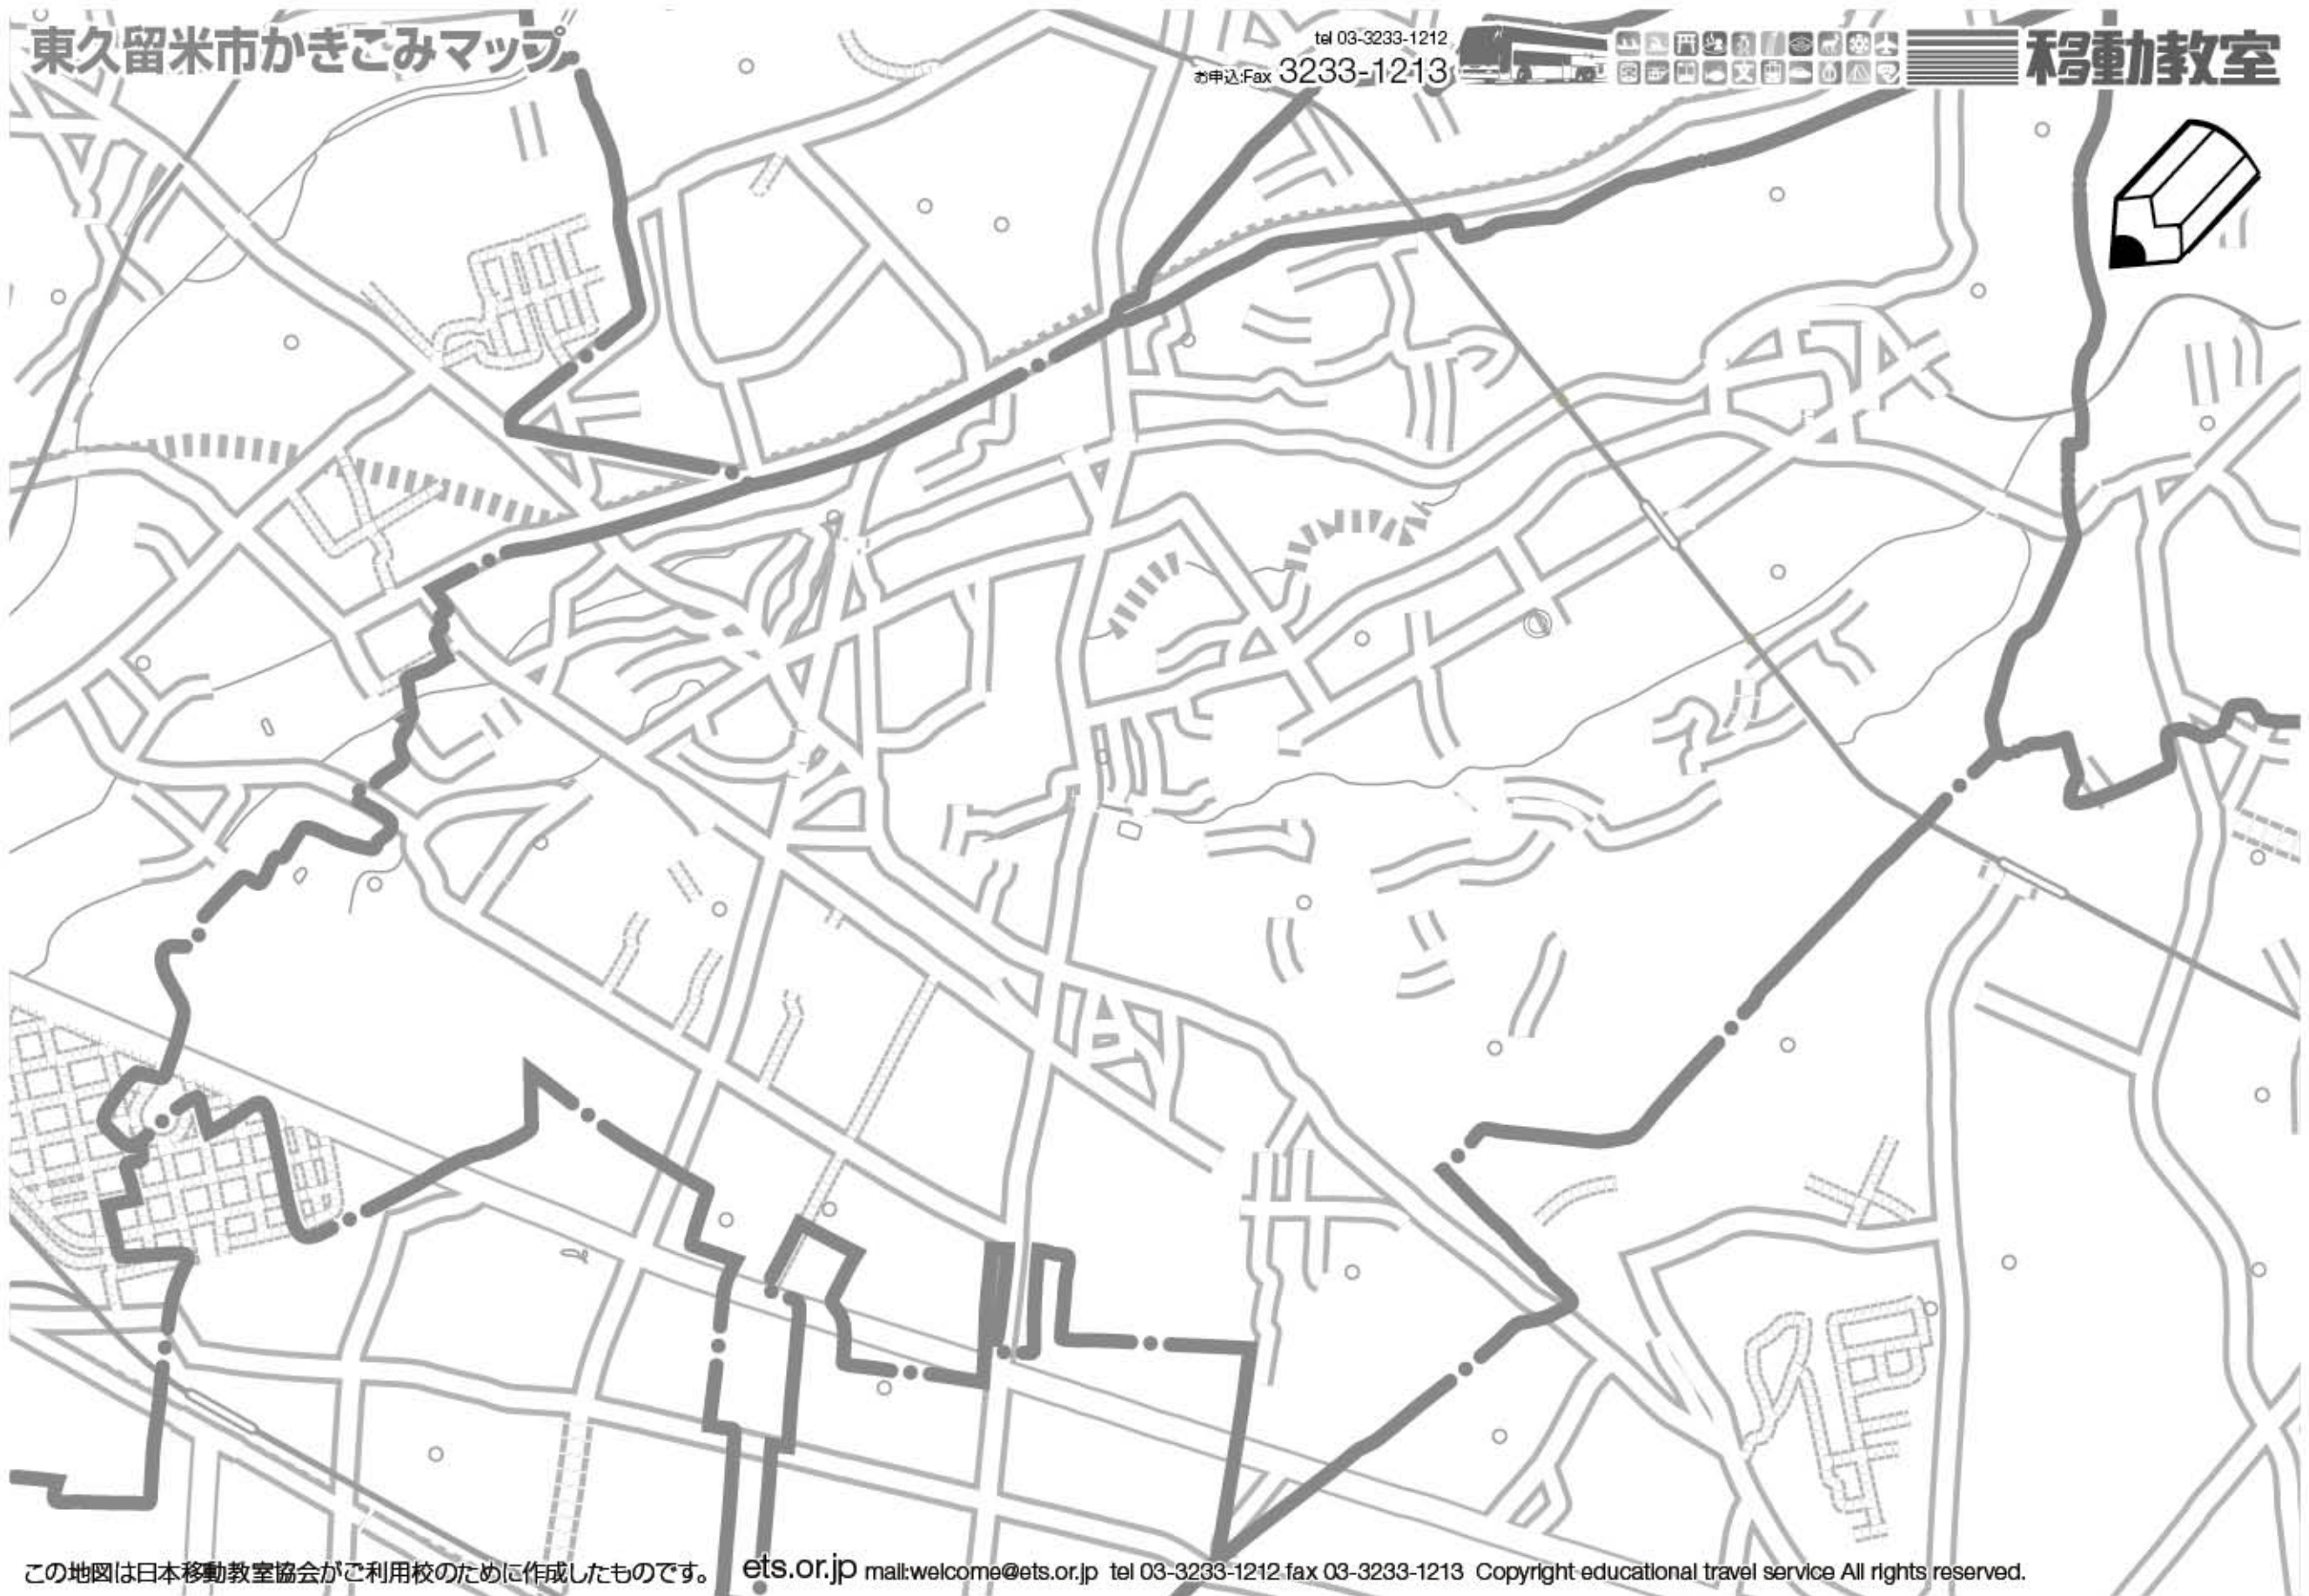 東久留米市かきこみマップ
tel 03-3233-1212
お申込:Fax 3233-1213
移動教室
この地図は日本移動教室協会がご利用校のために作成したものです。 ets.or.jp mail:welcome@ets.or.jp tel 03-3233-1212 fax 03-3233-1213 Copyright educational travel service All rights reserved.